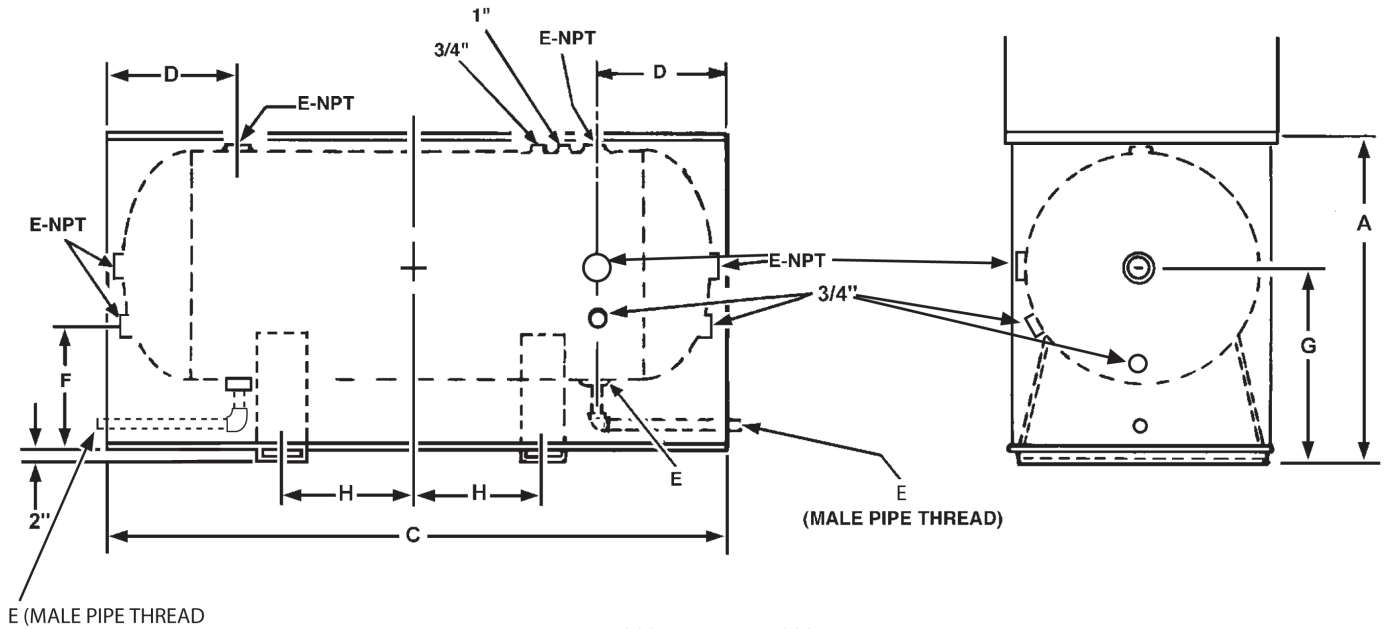 1"
3/4"
E-NPT
D
D
E-NPT
A
E-NPT
E-NPT
3/4"
G
F
H
H
E
E
(MALE PIPE THREAD)
2"
C
E (MALE PIPE THREAD